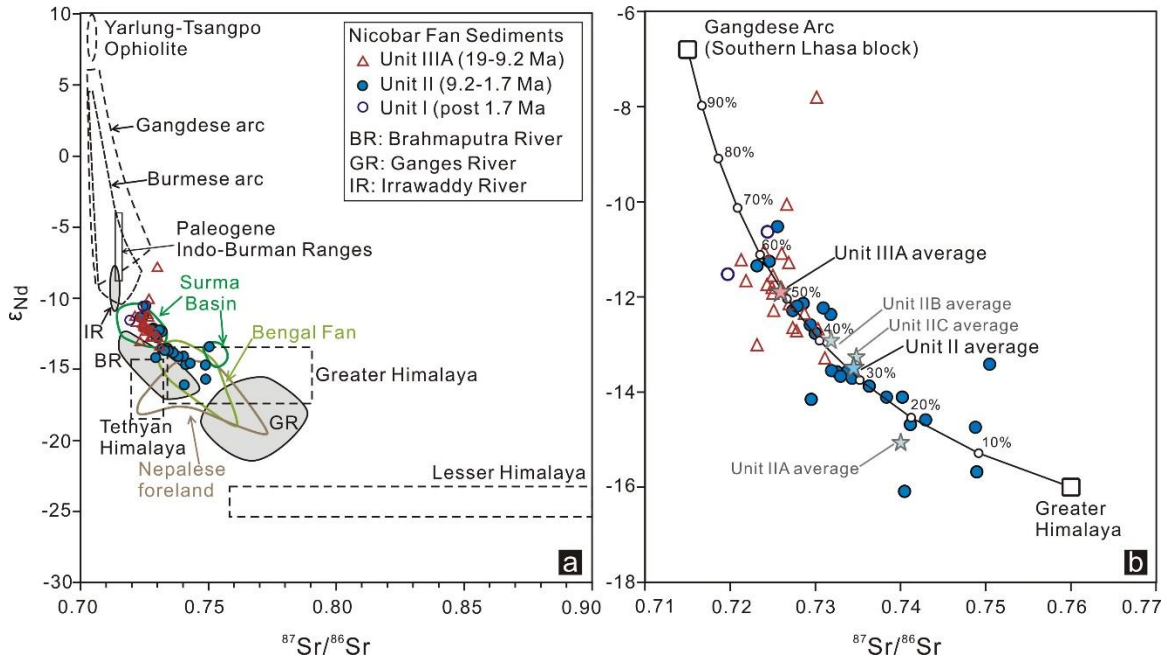 εNd
10
5
0
-5
-10
-15
-20
-25
-30
0.70
0.75
0.80
0.85
0.90
87Sr/86Sr
Yarlung-Tsangpo
Ophiolite
Nicobar Fan Sediments
Unit IIIA (19-9.2 Ma)
Unit II (9.2-1.7 Ma)
Unit I (post 1.7 Ma
BR: Brahmaputra River
GR: Ganges River
IR: Irrawaddy River
Gangdese arc
Burmese arc
Paleogene
Indo-Burman Ranges
Surma
Basin
IR
Bengal Fan
BR
Greater Himalaya
Tethyan
Himalaya
GR
Nepalese
foreland
Lesser Himalaya
a
-6
-8
-10
-12
-14
-16
-18
0.71
0.72
0.73
0.74
0.75
0.76
0.77
87Sr/86Sr
Gangdese Arc
(Southern Lhasa block)
90%
80%
70%
60%
Unit IIIA average
50%
Unit IIB average
40%
Unit IIC average
Unit II average
30%
20%
Unit IIA average
10%
Greater
Himalaya
b